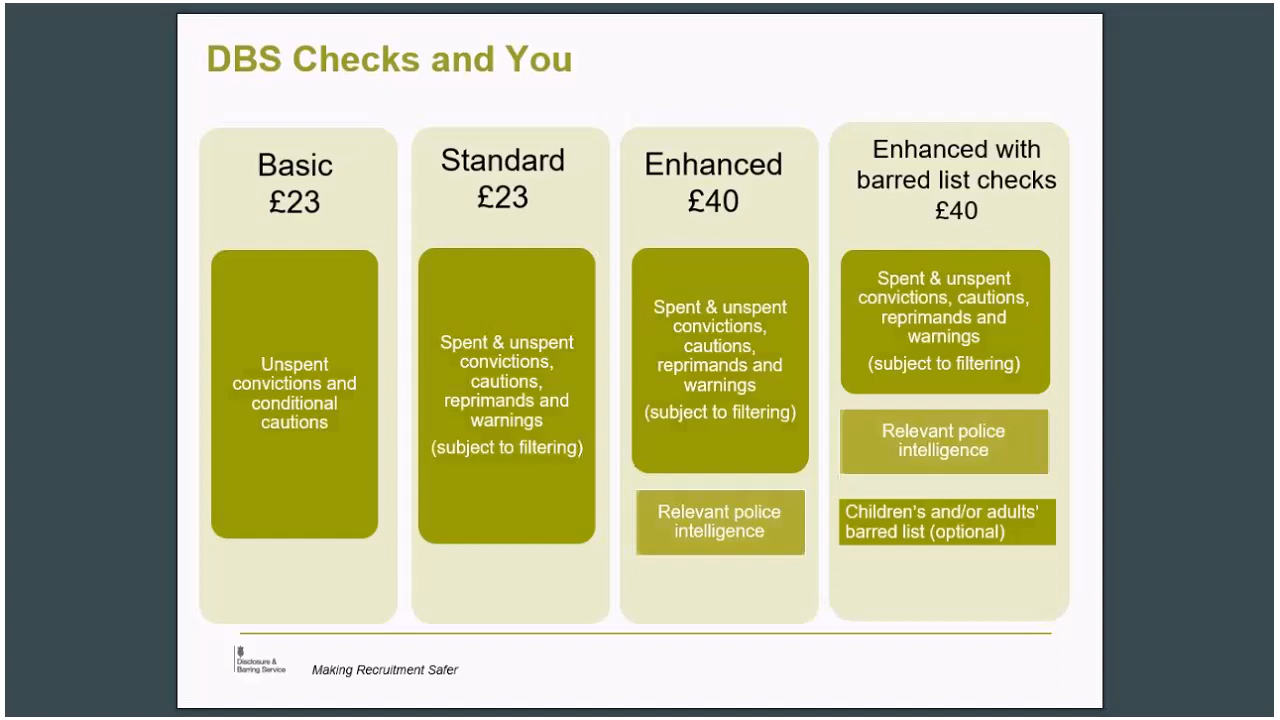 DBS Checks and You
Basic
£23
Unspent
convictions and
conditional
cautions
Standard
£23
Spent & unspent
convictions,
cautions,
reprimands and
warnings
(subject to filtering)
Enhanced
£40
Spent & unspent
convictions,
cautions,
reprimands and
warnings
(subject to filtering)
Relevant police
intelligence
Enhanced with
barred list checks
£40
Spent & unspent
convictions, cautions,
reprimands and
warnings
(subject to filtering)
Relevant police
intelligence
Children's and/or adults'
barred list (optional)
Disclosure &
Barring Service
Making Recruitment Safer